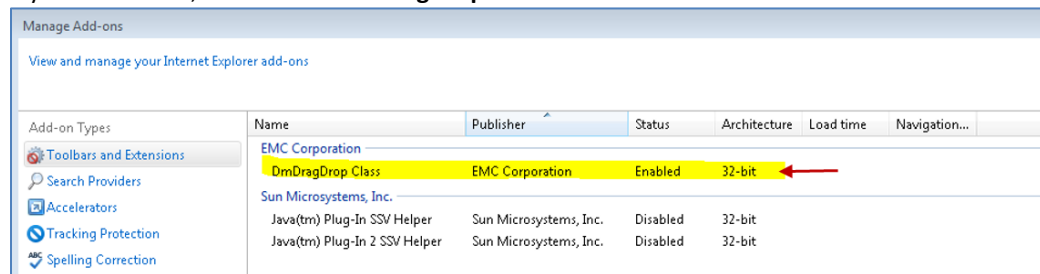 Manage Add-ons
View and manage your Internet Explorer add-ons
Add-on Types
Name Publisher Status Architecture Load time Navigation...
Toolbars and Extensions
Search Providers
Accelerators
Tracking Protection
Spelling Correction
EMC Corporation
DmDragDrop Class EMC Corporation Enabled 32-bit
Sun Microsystems, Inc.
Java(tm) Plug-In SSV Helper Sun Microsystems, Inc. Disabled 32-bit
Java(tm) Plug-In 2 SSV Helper Sun Microsystems, Inc. Disabled 32-bit